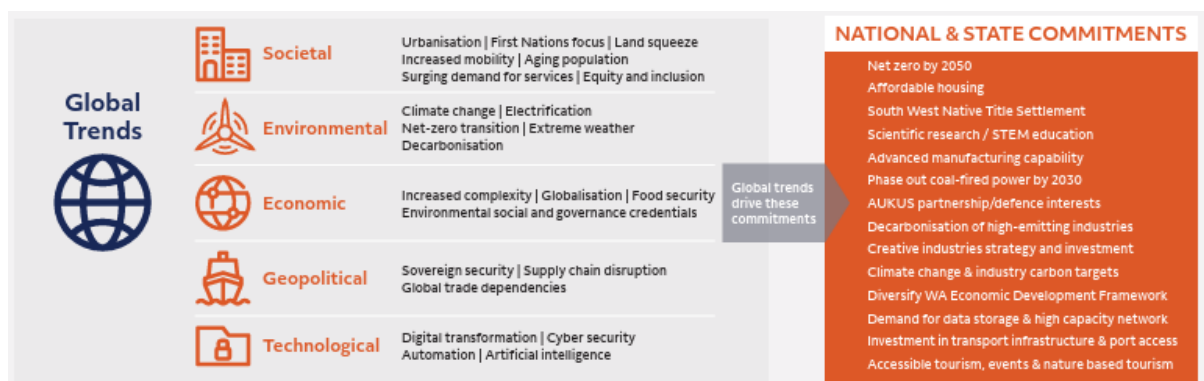 Global
Trends
Societal
Urbanisation | First Nations focus | Land squeeze
Increased mobility | Aging population
Surging demand for services | Equity and inclusion
Environmental
Climate change | Electrification
Net-zero transition | Extreme weather
Decarbonisation
Economic
Increased complexity | Globalisation | Food security
Environmental social and governance credentials
Geopolitical
Sovereign security | Supply chain disruption
Global trade dependencies
Technological
Digital transformation | Cyber security
Automation | Artificial intelligence
Global trends
drive these
commitments
NATIONAL & STATE COMMITMENTS
Net zero by 2050
Affordable housing
South West Native Title Settlement
Scientific research / STEM education
Advanced manufacturing capability
Phase out coal-fired power by 2030
AUKUS partnership/defence interests
Decarbonisation of high-emitting industries
Creative industries strategy and investment
Climate change & industry carbon targets
Diversify WA Economic Development Framework
Demand for data storage & high capacity network
Investment in transport infrastructure & port access
Accessible tourism, events & nature based tourism